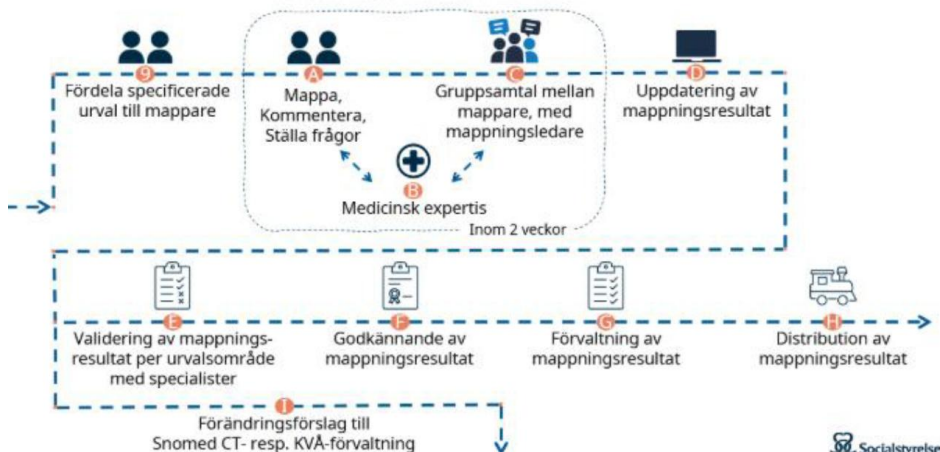 9
Fördela specificerade
urval till mappare
A
Mappa,
Kommentera,
Ställa frågor
B
Medicinsk expertis
C
Gruppsamtal mellan
mappare, med
mappningsledare
Inom 2 veckor
D
Uppdatering av
mappningsresultat
E
Validering av mappnings-
resultat per urvalsområde
med specialister
F
Godkännande av
mappningsresultat
G
Förvaltning av
mappningsresultat
H
Distribution av
mappningsresultat
I
Förändringsförslag till
Snomed CT- resp. KVÅ-förvaltning
Socialstyrelse